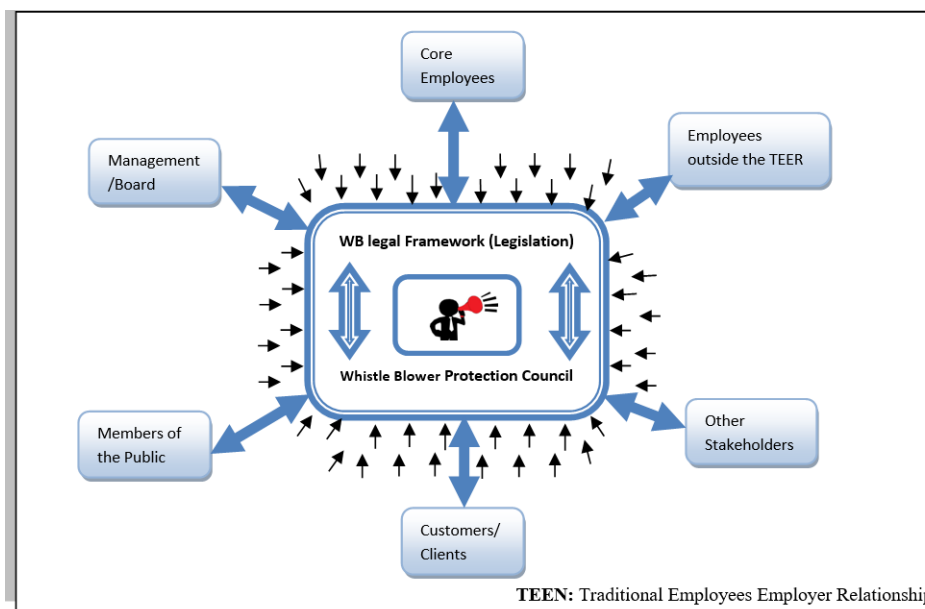 Core
Employees
Management
/Board
Employees
outside the TEER
WB legal Framework (Legislation)
Whistle Blower Protection Council
Members of
the Public
Other
Stakeholders
Customers/
Clients
TEEN: Traditional Employees Employer Relationship